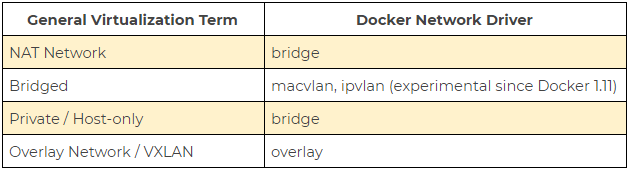 General Virtualization Term Docker Network Driver
NAT Network bridge
Bridged macvlan, ipvlan (experimental since Docker 1.11)
Private / Host-only bridge
Overlay Network / VXLAN overlay